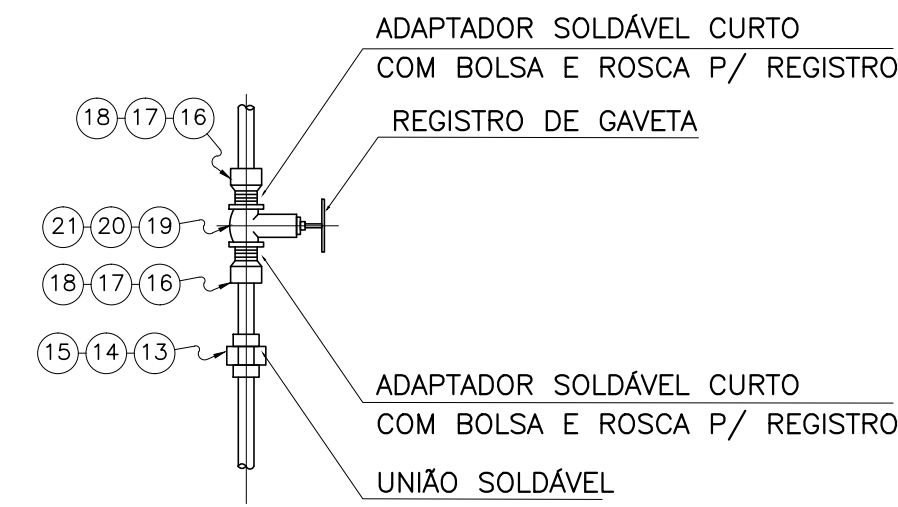 ADAPTADOR SOLDÁVEL CURTO
COM BOLSA E ROSCA P/ REGISTRO
18 17 16
REGISTRO DE GAVETA
21 20 19
18 17 16
15 14 13
ADAPTADOR SOLDÁVEL CURTO
COM BOLSA E ROSCA P/ REGISTRO
UNIÃO SOLDÁVEL